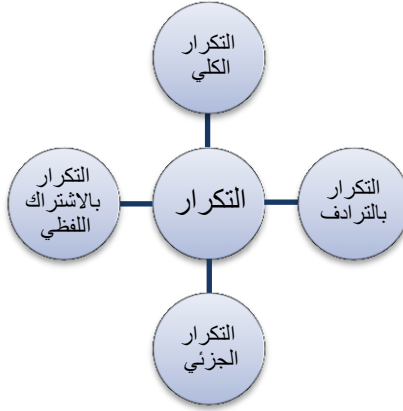 التكرار
الكلي
التكرار
بالترادف
التكرار
التكرار
بالاشتراك
اللفظي
التكرار
الجزئي